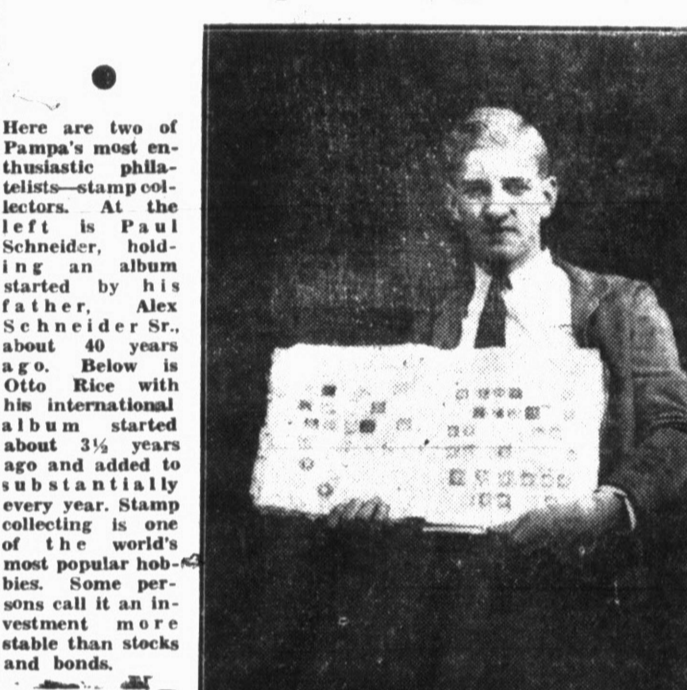 Here are two of
Pampa's most en-
thusiastic phila-
telists—stamp col-
lectors. At the
left is Paul
Schneider, hold-
ing an album
started by his
father, Alex
Schneider Sr.,
about 40 years
ago. Below is
Otto Rice with
his international
album started
about 3½ years
ago and added to
substantially
every year. Stamp
collecting is one
of the world's
most popular hob-
bies. Some per-
sons call it an in-
vestment more
stable than stocks
and bonds.